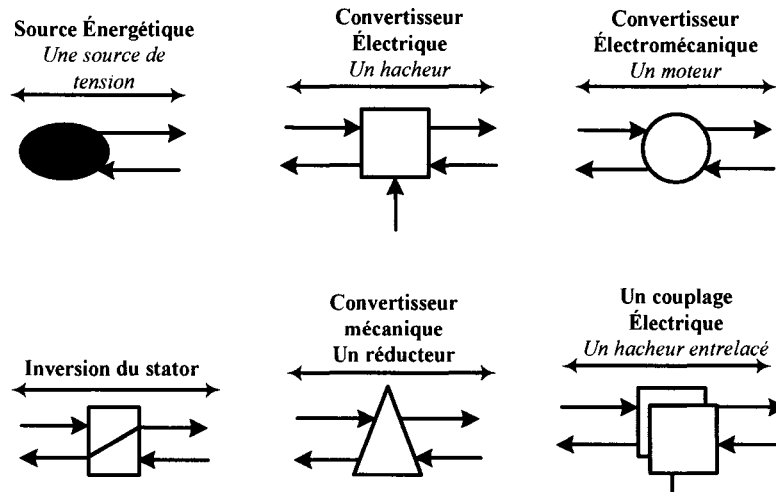 Source Énergétique
Une source de
tension
Convertisseur
Électrique
Un hacheur
Convertisseur
Électromécanique
Un moteur
Inversion du stator
Convertisseur
mécanique
Un réducteur
Un couplage
Électrique
Un hacheur entrelacé